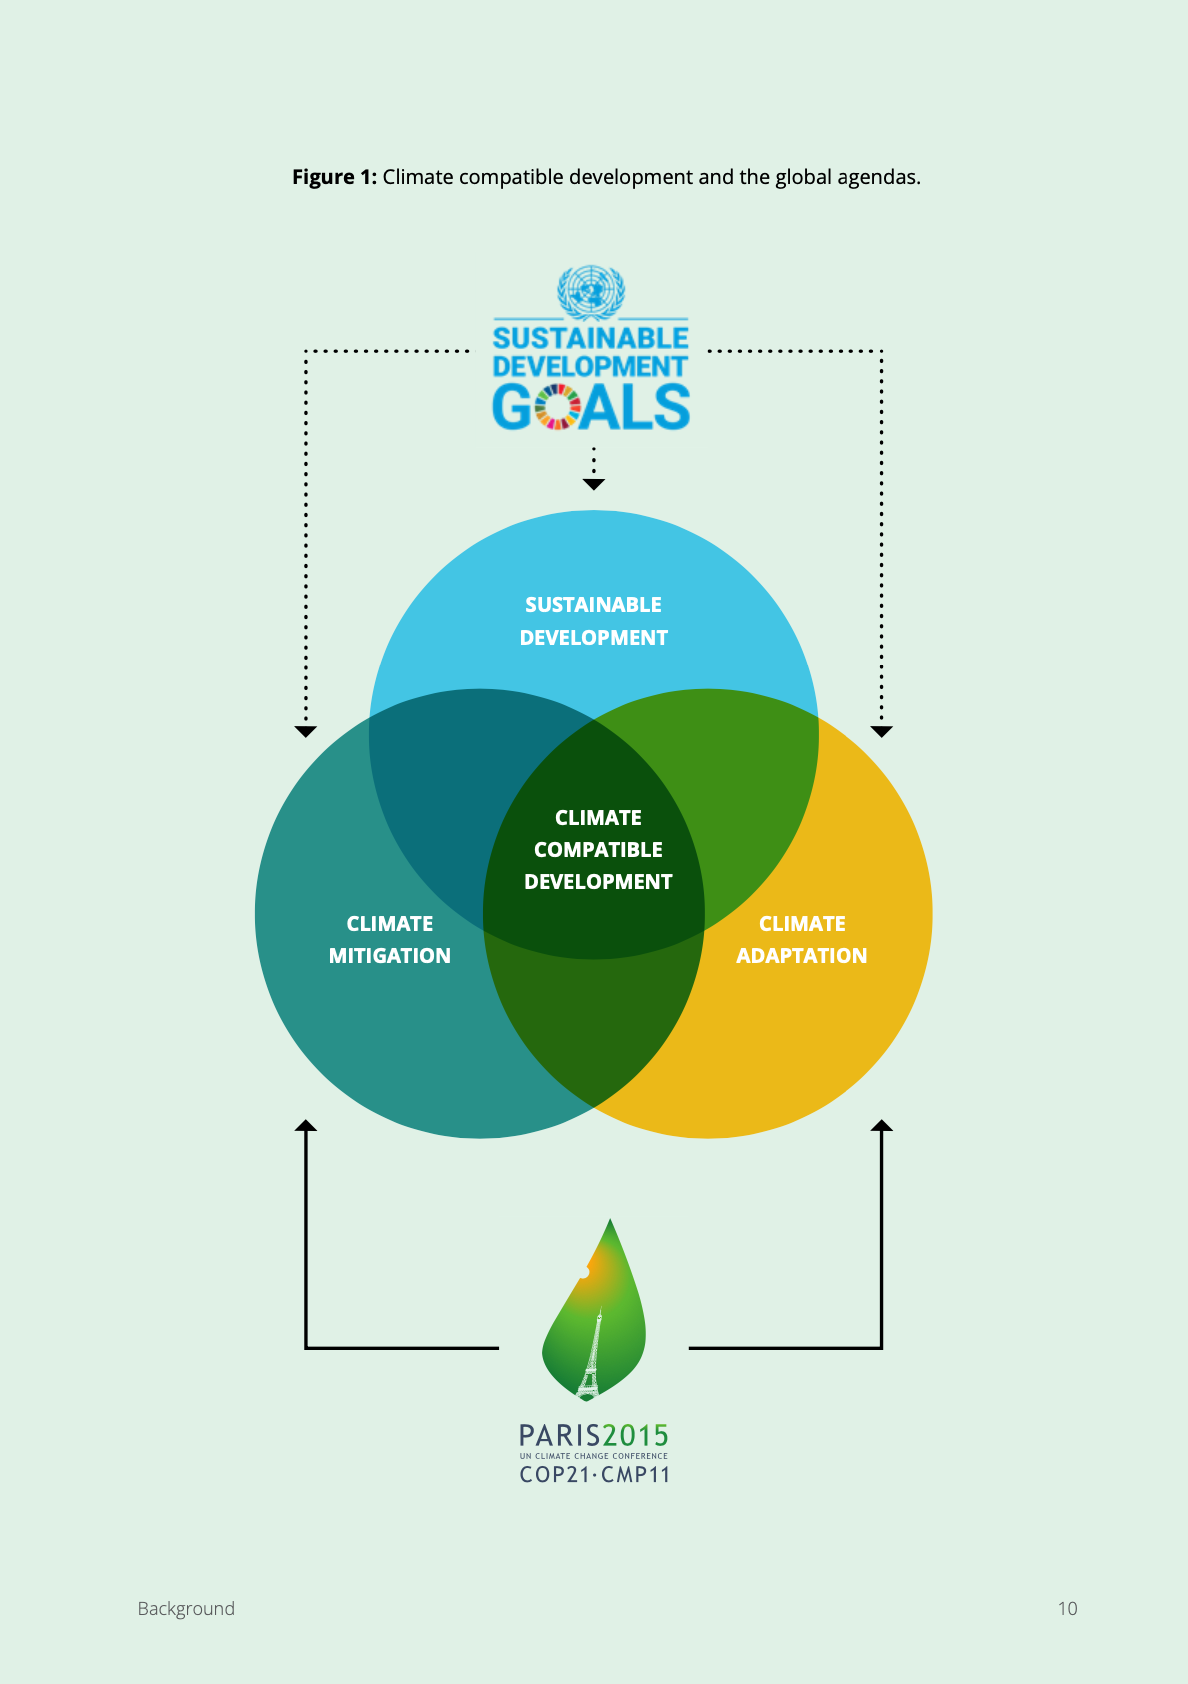 Figure 1: Climate compatible development and the global agendas.
SUSTAINABLE
DEVELOPMENT
GOALS
SUSTAINABLE
DEVELOPMENT
CLIMATE
COMPATIBLE
DEVELOPMENT
CLIMATE
MITIGATION
CLIMATE
ADAPTATION
PARIS2015
UN CLIMATE CHANGE CONFERENCE
COP21·CMP11
Background 10